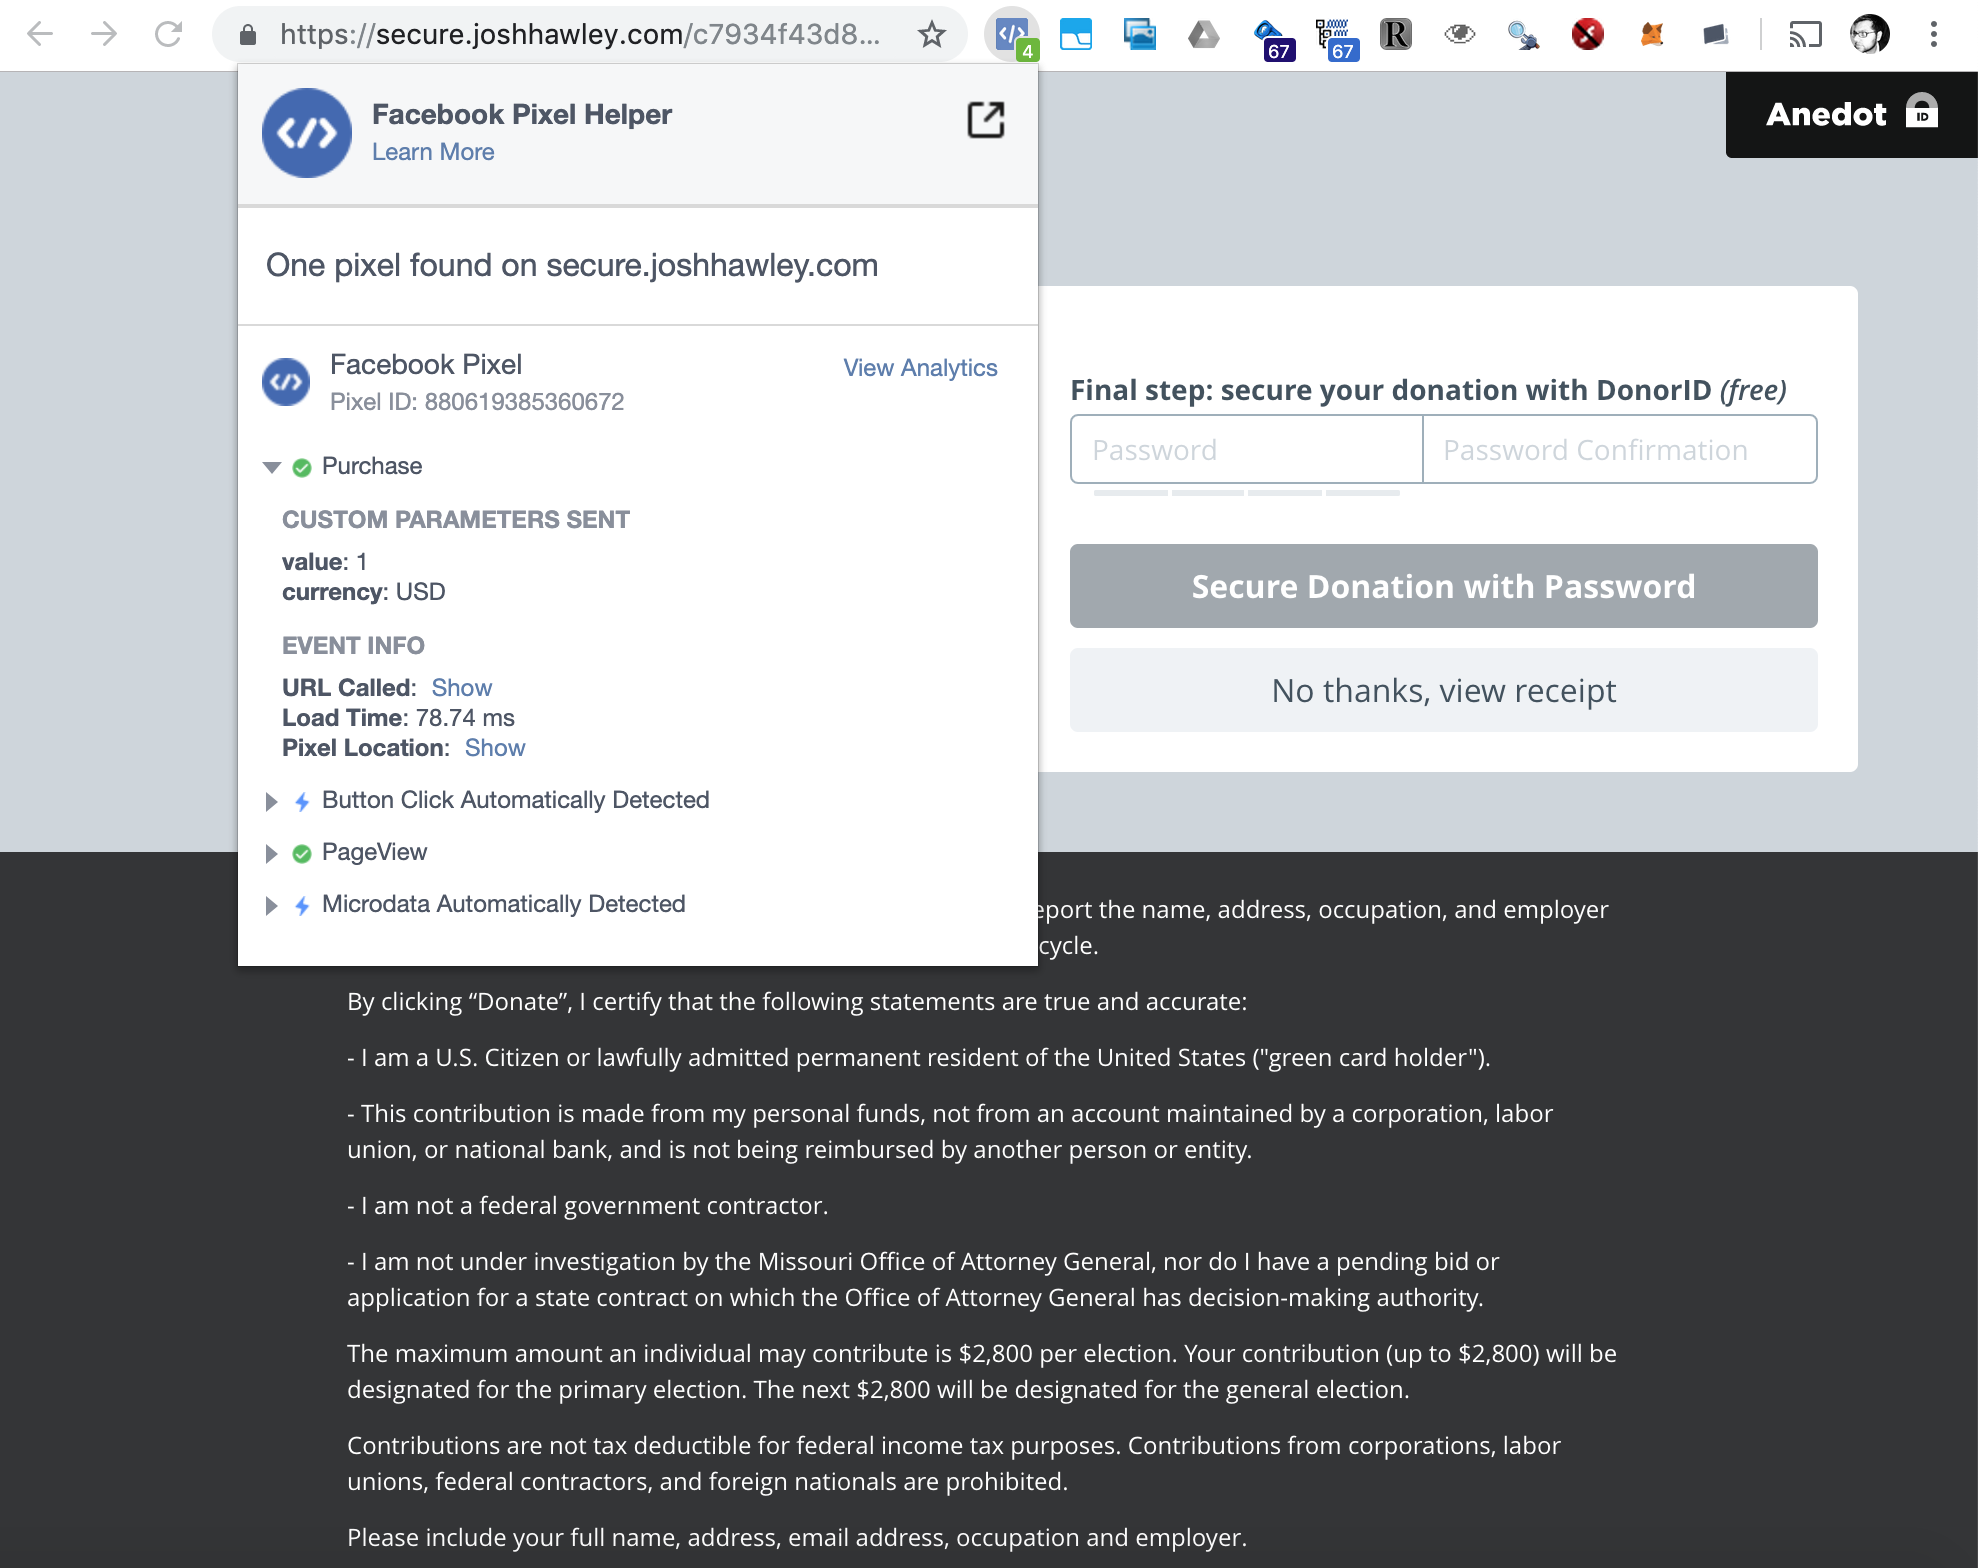 https://secure.joshhawley.com/c7934f43d8...
4
67
67
R
Facebook Pixel Helper
Learn More
Anedot
ID
One pixel found on secure.joshhawley.com
Facebook Pixel
View Analytics
Pixel ID: 880619385360672
Purchase
CUSTOM PARAMETERS SENT
value: 1
currency: USD
EVENT INFO
URL Called: Show
Load Time: 78.74 ms
Pixel Location: Show
Button Click Automatically Detected
PageView
Microdata Automatically Detected
Final step: secure your donation with DonorID (free)
Password
Password Confirmation
Secure Donation with Password
No thanks, view receipt
eport the name, address, occupation, and employer
cycle.
By clicking “Donate”, I certify that the following statements are true and accurate:
- I am a U.S. Citizen or lawfully admitted permanent resident of the United States ("green card holder").
- This contribution is made from my personal funds, not from an account maintained by a corporation, labor
union, or national bank, and is not being reimbursed by another person or entity.
- I am not a federal government contractor.
- I am not under investigation by the Missouri Office of Attorney General, nor do I have a pending bid or
application for a state contract on which the Office of Attorney General has decision-making authority.
The maximum amount an individual may contribute is $2,800 per election. Your contribution (up to $2,800) will be
designated for the primary election. The next $2,800 will be designated for the general election.
Contributions are not tax deductible for federal income tax purposes. Contributions from corporations, labor
unions, federal contractors, and foreign nationals are prohibited.
Please include your full name, address, email address, occupation and employer.